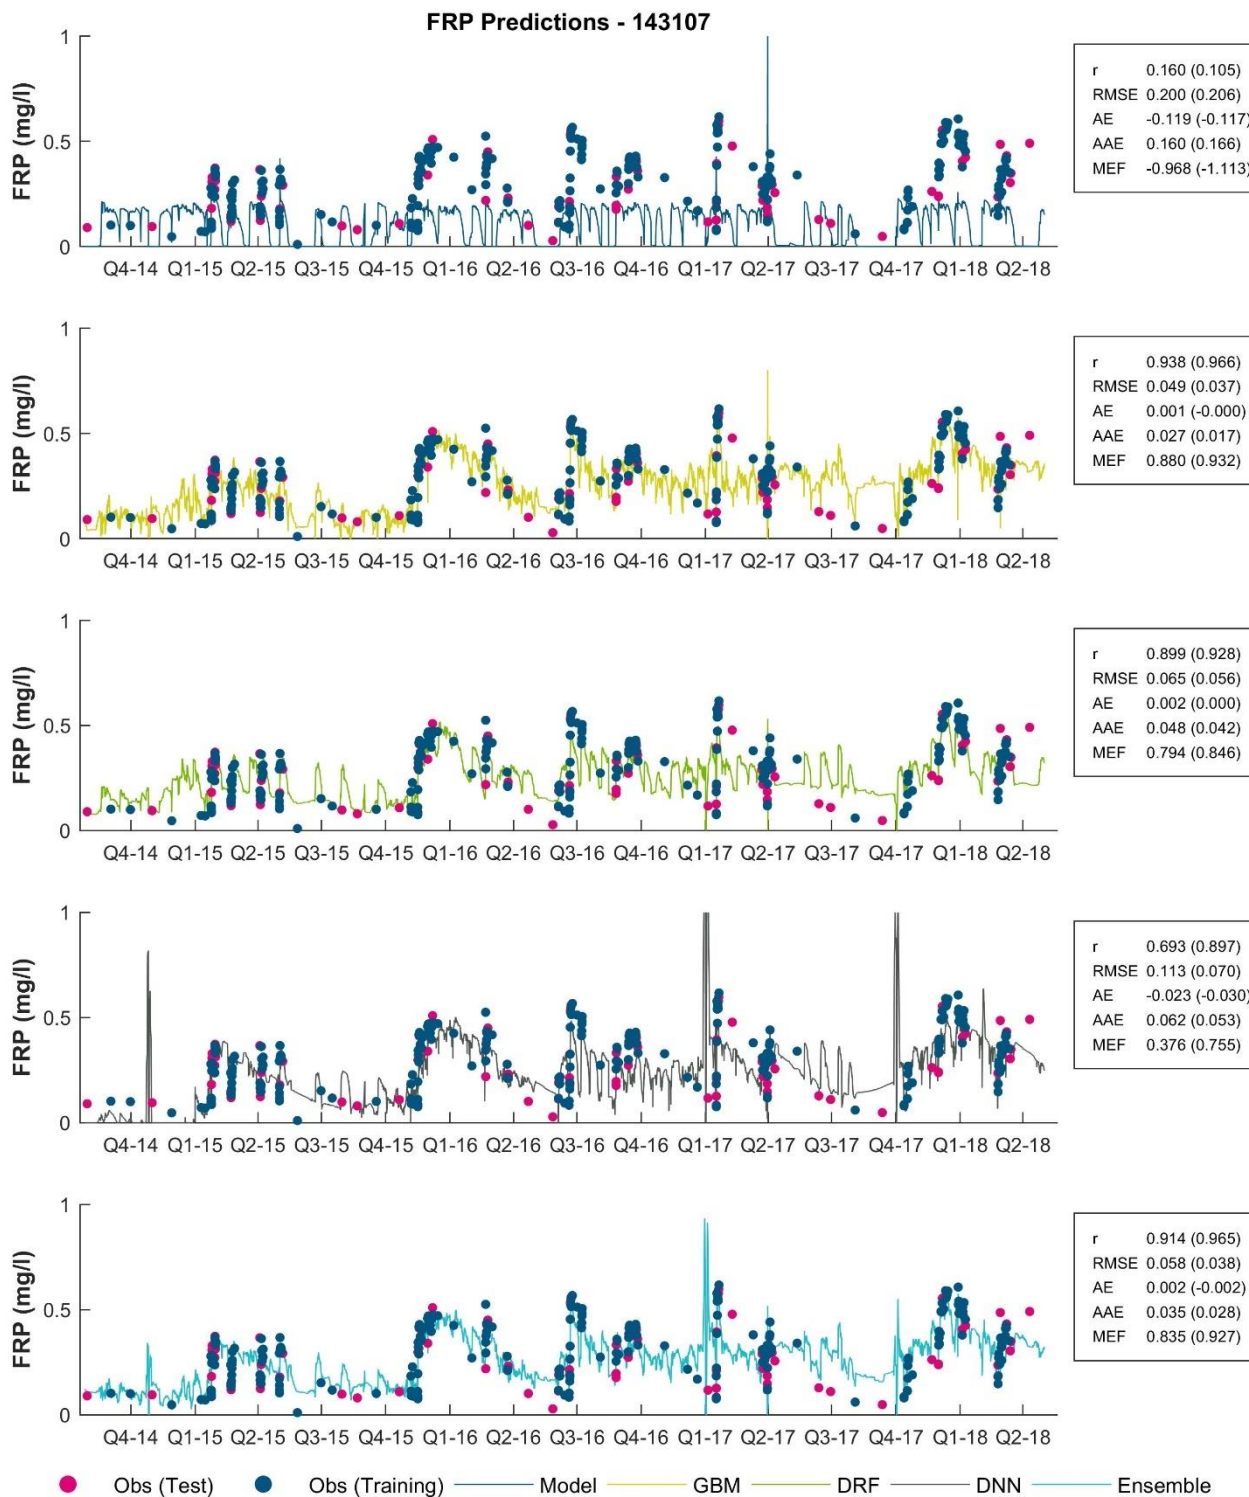 FRP Predictions - 143107
FRP (mg/l)
1
0.5
0
Q4-14 Q1-15 Q2-15 Q3-15 Q4-15 Q1-16 Q2-16 Q3-16 Q4-16 Q1-17 Q2-17 Q3-17 Q4-17 Q1-18 Q2-18
r 0.160 (0.105)
RMSE 0.200 (0.206)
AE -0.119 (-0.117)
AAE 0.160 (0.166)
MEF -0.968 (-1.113)
FRP (mg/l)
1
0.5
0
Q4-14 Q1-15 Q2-15 Q3-15 Q4-15 Q1-16 Q2-16 Q3-16 Q4-16 Q1-17 Q2-17 Q3-17 Q4-17 Q1-18 Q2-18
r 0.938 (0.966)
RMSE 0.049 (0.037)
AE 0.001 (-0.000)
AAE 0.027 (0.017)
MEF 0.880 (0.932)
FRP (mg/l)
1
0.5
0
Q4-14 Q1-15 Q2-15 Q3-15 Q4-15 Q1-16 Q2-16 Q3-16 Q4-16 Q1-17 Q2-17 Q3-17 Q4-17 Q1-18 Q2-18
r 0.899 (0.928)
RMSE 0.065 (0.056)
AE 0.002 (0.000)
AAE 0.048 (0.042)
MEF 0.794 (0.846)
FRP (mg/l)
1
0.5
0
Q4-14 Q1-15 Q2-15 Q3-15 Q4-15 Q1-16 Q2-16 Q3-16 Q4-16 Q1-17 Q2-17 Q3-17 Q4-17 Q1-18 Q2-18
r 0.693 (0.897)
RMSE 0.113 (0.070)
AE -0.023 (-0.030)
AAE 0.062 (0.053)
MEF 0.376 (0.755)
FRP (mg/l)
1
0.5
0
Q4-14 Q1-15 Q2-15 Q3-15 Q4-15 Q1-16 Q2-16 Q3-16 Q4-16 Q1-17 Q2-17 Q3-17 Q4-17 Q1-18 Q2-18
r 0.914 (0.965)
RMSE 0.058 (0.038)
AE 0.002 (-0.002)
AAE 0.035 (0.028)
MEF 0.835 (0.927)
Obs (Test) Obs (Training) Model GBM DRF DNN Ensemble